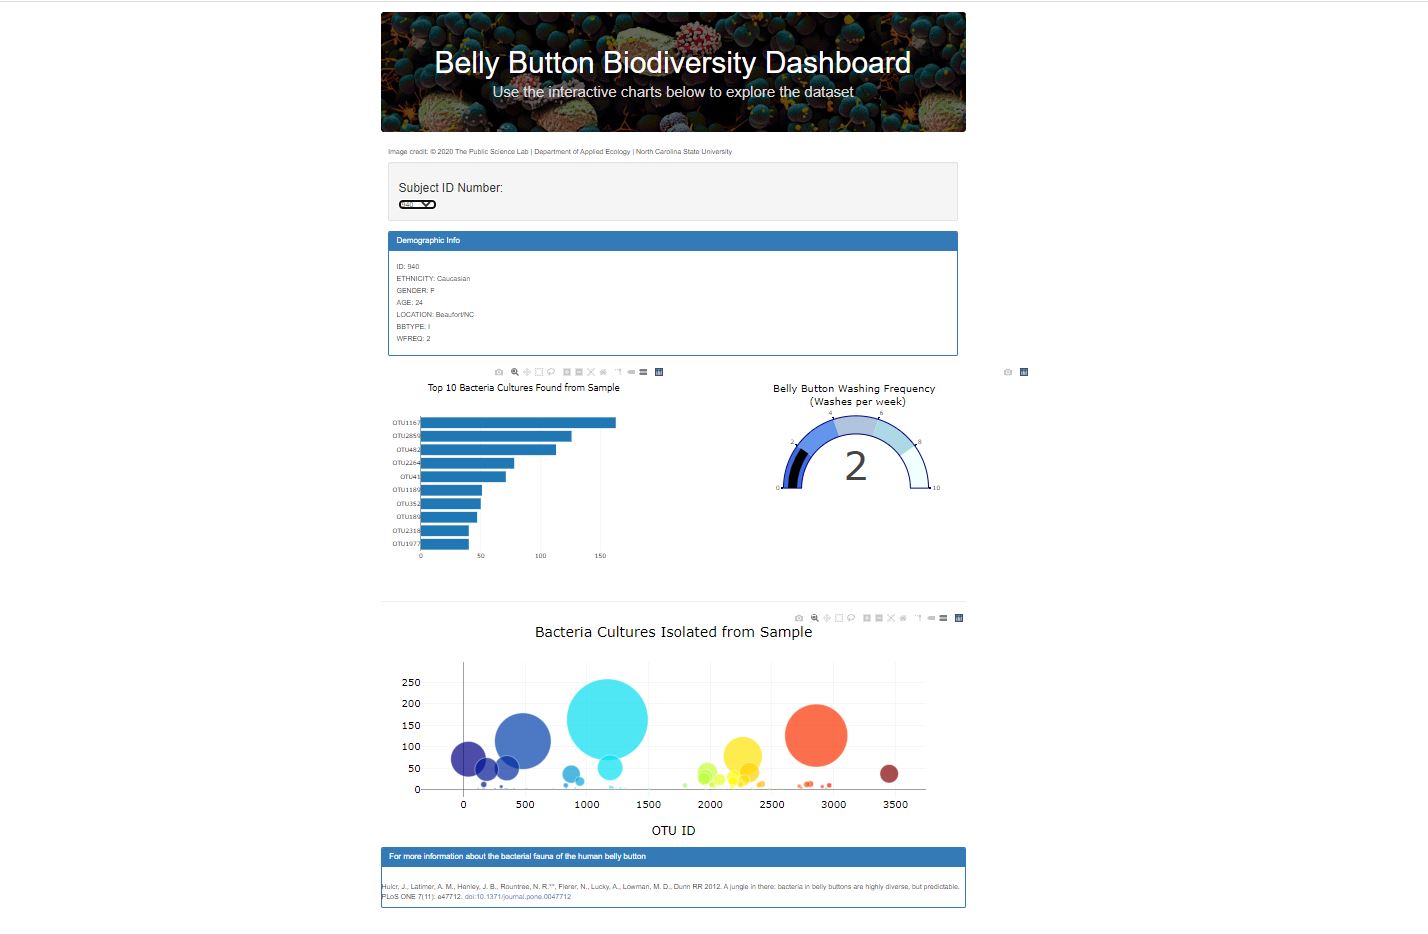 Belly Button Biodiversity Dashboard
Use the interactive charts below to explore the dataset
Image credit: © 2020 The Public Science Lab | Department of Applied Ecology | North Carolina State University
Subject ID Number:
940
Demographic Info
ID: 940
ETHNICITY: Caucasian
GENDER: F
AGE: 24
LOCATION: Beaufort/NC
BBTYPE: I
WFREQ: 2
Top 10 Bacteria Cultures Found from Sample
OTU1167
OTU2859
OTU482
OTU2264
OTU41
OTU1189
OTU352
OTU189
OTU2318
OTU1977
0 50 100 150
Belly Button Washing Frequency
(Washes per week)
0 2 4 6 8 10
2
Bacteria Cultures Isolated from Sample
250
200
150
100
50
0
0 500 1000 1500 2000 2500 3000 3500
OTU ID
For more information about the bacterial fauna of the human belly button
Hulcr, J., Latimer, A. M., Henley, J. B., Rountree, N. R.**, Fierer, N., Lucky, A., Lowman, M. D., Dunn RR 2012. A jungle in there: bacteria in belly buttons are highly diverse, but predictable.
PLoS ONE 7(11): e47712. doi:10.1371/journal.pone.0047712